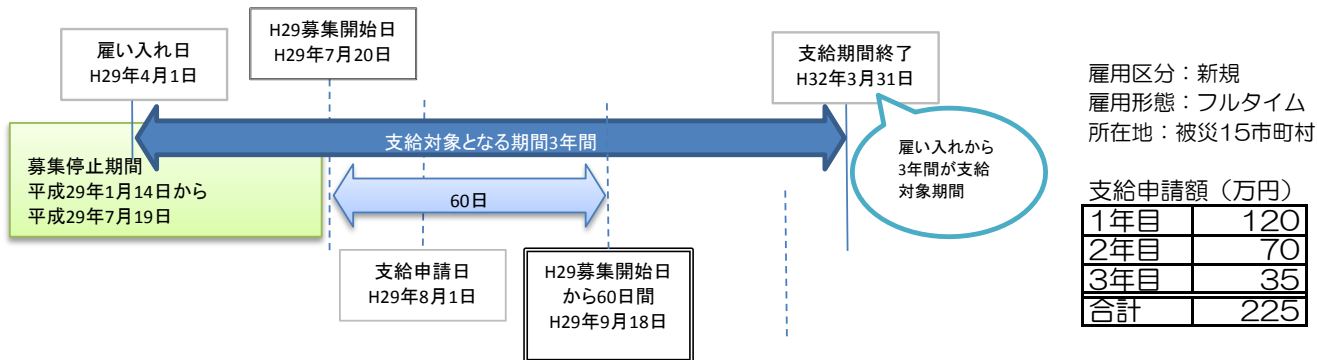 雇い入れ日
H29年4月1日
H29募集開始日
H29年7月20日
支給期間終了
H32年3月31日
支給対象となる期間3年間
募集停止期間
平成29年1月14日から
平成29年7月19日
60日
雇い入れから
3年間が支給
対象期間
支給申請日
H29年8月1日
H29募集開始日
から60日間
H29年9月18日
雇用区分：新規
雇用形態：フルタイム
所在地：被災15市町村
支給申請額（万円）
1年目 120
2年目 70
3年目 35
合計 225